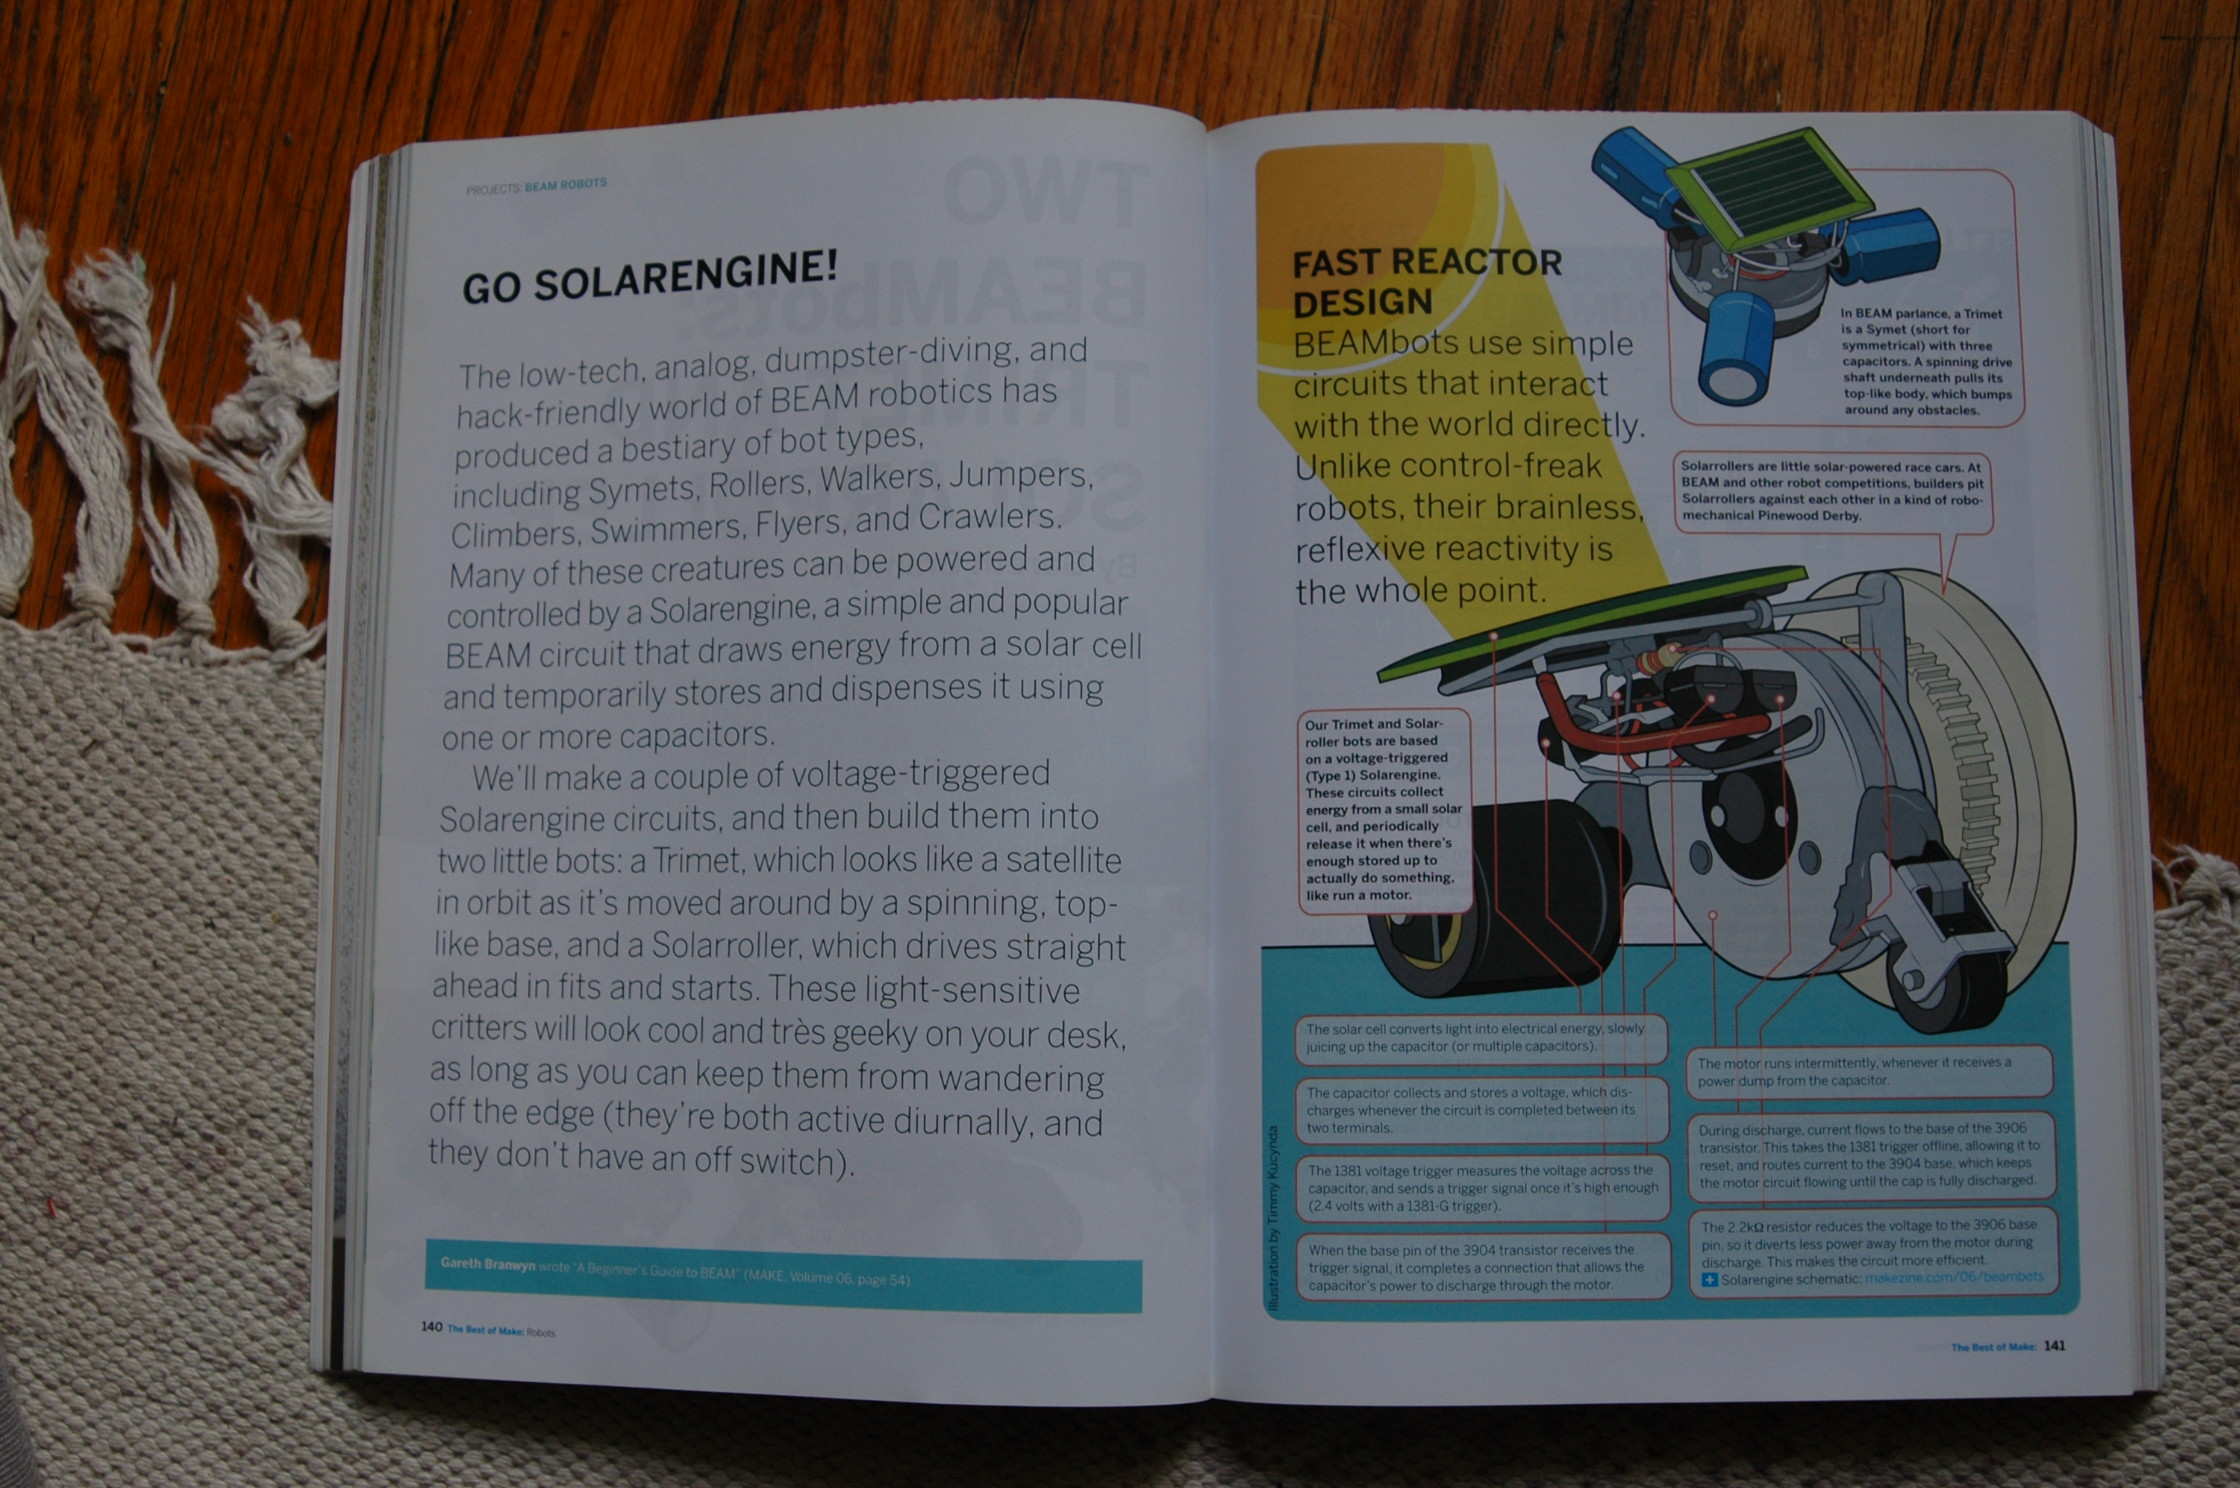 PROJECTS: BEAM ROBOTS
GO SOLARENGINE!
The low-tech, analog, dumpster-diving, and
hack-friendly world of BEAM robotics has
produced a bestiary of bot types,
including Symets, Rollers, Walkers, Jumpers,
Climbers, Swimmers, Flyers, and Crawlers.
Many of these creatures can be powered and
controlled by a Solarengine, a simple and popular
BEAM circuit that draws energy from a solar cell
and temporarily stores and dispenses it using
one or more capacitors.
We'll make a couple of voltage-triggered
Solarengine circuits, and then build them into
two little bots: a Trimet, which looks like a satellite
in orbit as it's moved around by a spinning, top-
like base, and a Solarroller, which drives straight
ahead in fits and starts. These light-sensitive
critters will look cool and très geeky on your desk,
as long as you can keep them from wandering
off the edge (they're both active diurnally, and
they don't have an off switch).
Gareth Branwyn wrote "A Beginner's Guide to BEAM" (MAKE, Volume 06, page 54)
140 The Best of Make: Robots
FAST REACTOR
DESIGN
BEAMbots use simple
circuits that interact
with the world directly.
Unlike control-freak
robots, their brainless,
reflexive reactivity is
the whole point.
In BEAM parlance, a Trimet
is a Symet (short for
symmetrical) with three
capacitors. A spinning drive
shaft underneath pulls its
top-like body, which bumps
around any obstacles.
Solarrollers are little solar-powered race cars. At
BEAM and other robot competitions, builders pit
Solarrollers against each other in a kind of robo-
mechanical Pinewood Derby.
Our Trimet and Solar-
roller bots are based
on a voltage-triggered
(Type 1) Solarengine.
These circuits collect
energy from a small solar
cell, and periodically
release it when there's
enough stored up to
actually do something,
like run a motor.
The solar cell converts light into electrical energy, slowly
juicing up the capacitor (or multiple capacitors).
The capacitor collects and stores a voltage, which dis-
charges whenever the circuit is completed between its
two terminals.
The 1381 voltage trigger measures the voltage across the
capacitor, and sends a trigger signal once it's high enough
(2.4 volts with a 1381-G trigger).
When the base pin of the 3904 transistor receives the
trigger signal, it completes a connection that allows the
capacitor's power to discharge through the motor.
The motor runs intermittently, whenever it receives a
power dump from the capacitor.
During discharge, current flows to the base of the 3906
transistor. This takes the 1381 trigger offline, allowing it to
reset, and routes current to the 3904 base, which keeps
the motor circuit flowing until the cap is fully discharged.
The 2.2kΩ resistor reduces the voltage to the 3906 base
pin, so it diverts less power away from the motor during
discharge. This makes the circuit more efficient.
+ Solarengine schematic: makezine.com/06/beambots
Illustration by Timmy Kucynda
The Best of Make: 141